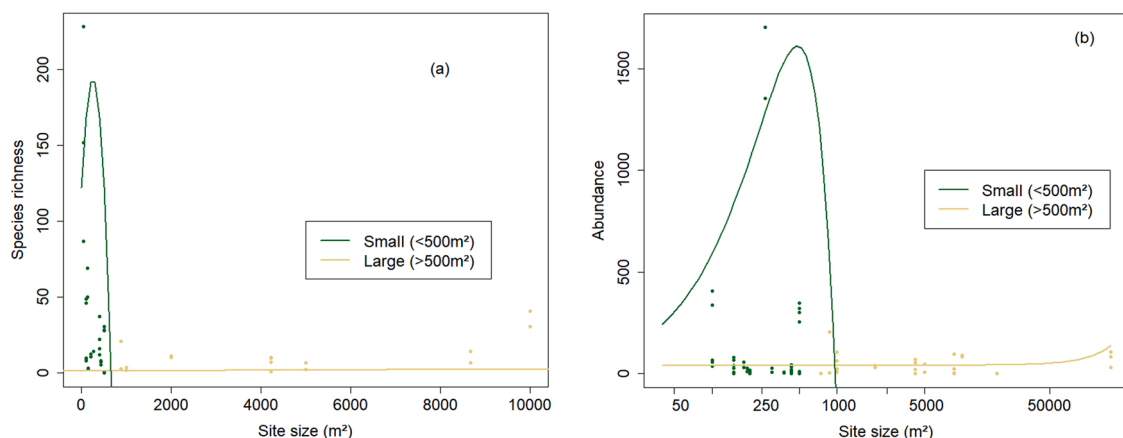 (a)
Species richness
200
150
100
50
0
Small (<500m²)
Large (>500m²)
0 2000 4000 6000 8000 10000
Site size (m²)
(b)
Abundance
1500
1000
500
0
Small (<500m²)
Large (>500m²)
50 250 1000 5000 50000
Site size (m²)